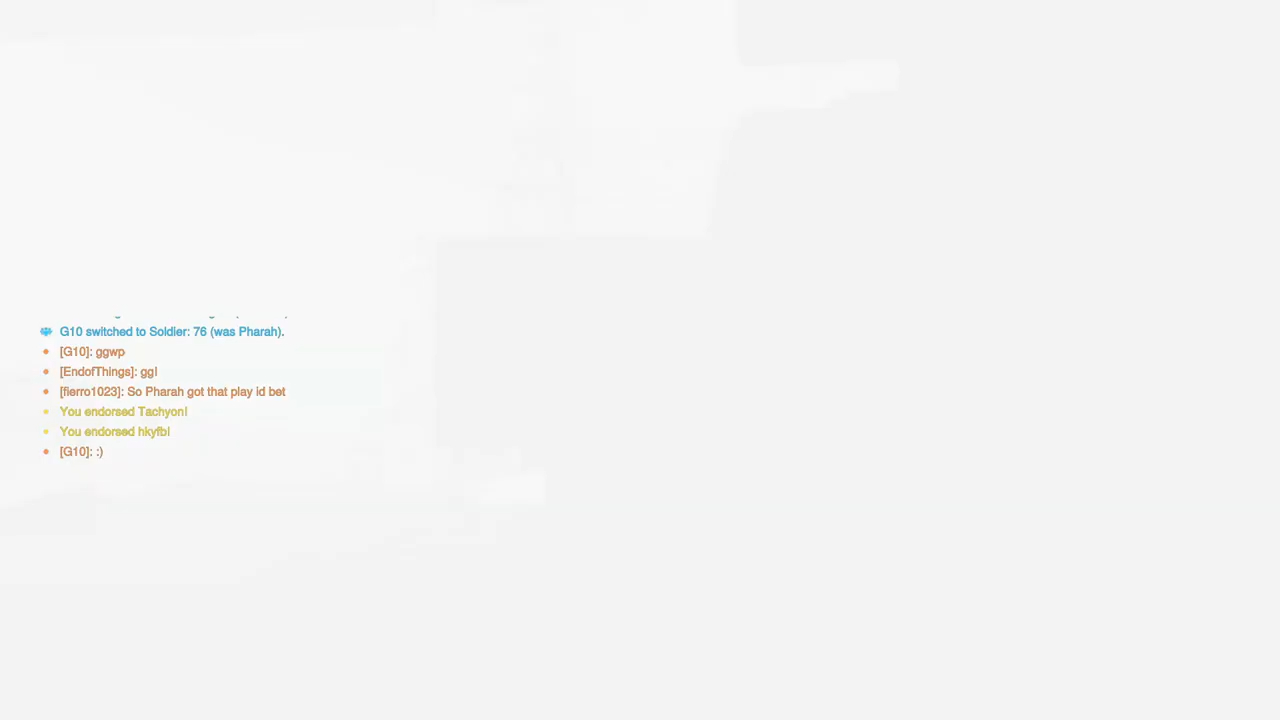 G10 switched to Soldier: 76 (was Pharah).
[G10]: ggwp
[EndofThings]: gg!
[fierro1023]: So Pharah got that play id bet
You endorsed Tachyon!
You endorsed hkyfb!
[G10]: :)